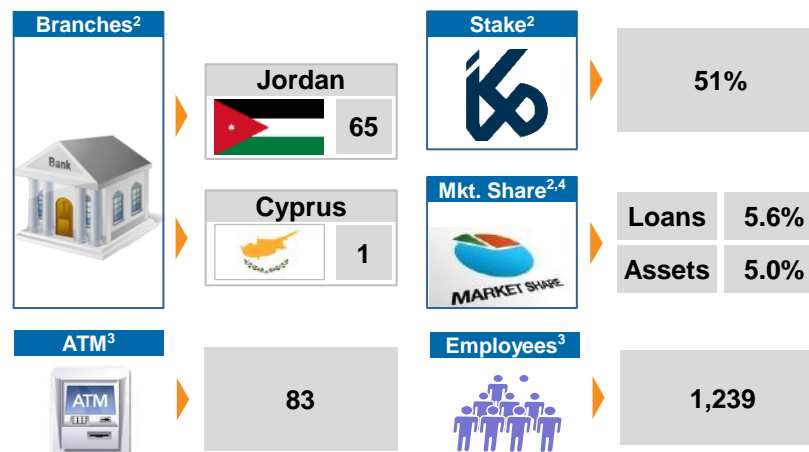 Branches2
Bank
Jordan
65
Cyprus
1
Stake2
51%
Mkt. Share2,4
MARKET SHARE
Loans 5.6%
Assets 5.0%
ATM3
ATM
83
Employees3
1,239